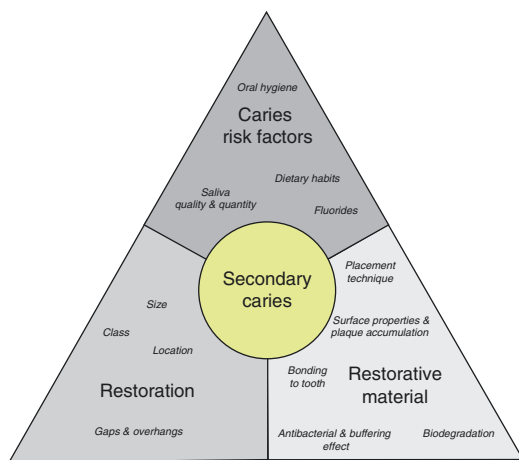 Oral hygiene
Caries
risk factors
Dietary habits
Saliva
quality & quantity
Fluorides
Secondary
caries
Placement
technique
Size
Class
Location
Surface properties &
plaque accumulation
Bonding
to tooth
Restoration
Restorative
material
Gaps & overhangs
Antibacterial & buffering
effect
Biodegradation